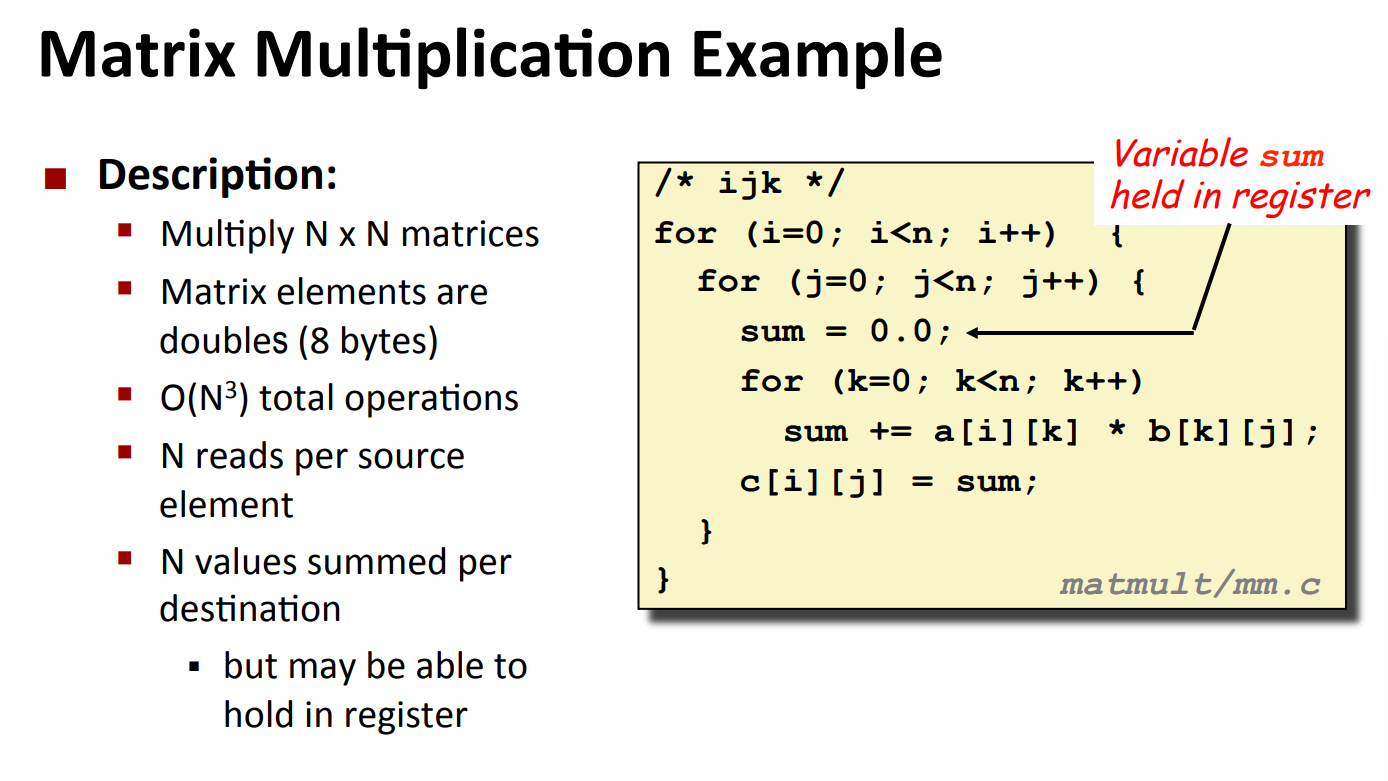 Matrix Multiplication Example
Description:
Multiply N x N matrices
Matrix elements are
doubles (8 bytes)
O(N³) total operations
N reads per source
element
N values summed per
destination
but may be able to
hold in register
Variable sum
held in register
/* ijk */
for (i=0; i<n; i++) {
for (j=0; j<n; j++) {
sum = 0.0;
for (k=0; k<n; k++)
sum += a[i][k] * b[k][j];
c[i][j] = sum;
}
}
matmult/mm.c